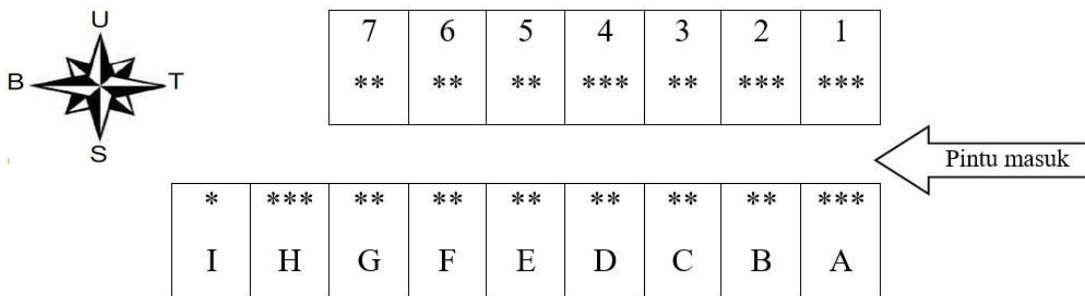 U
B T
S
7 6 5 4 3 2 1
** ** ** *** ** *** ***
Pintu masuk
* *** ** ** ** ** ** ** ***
I H G F E D C B A